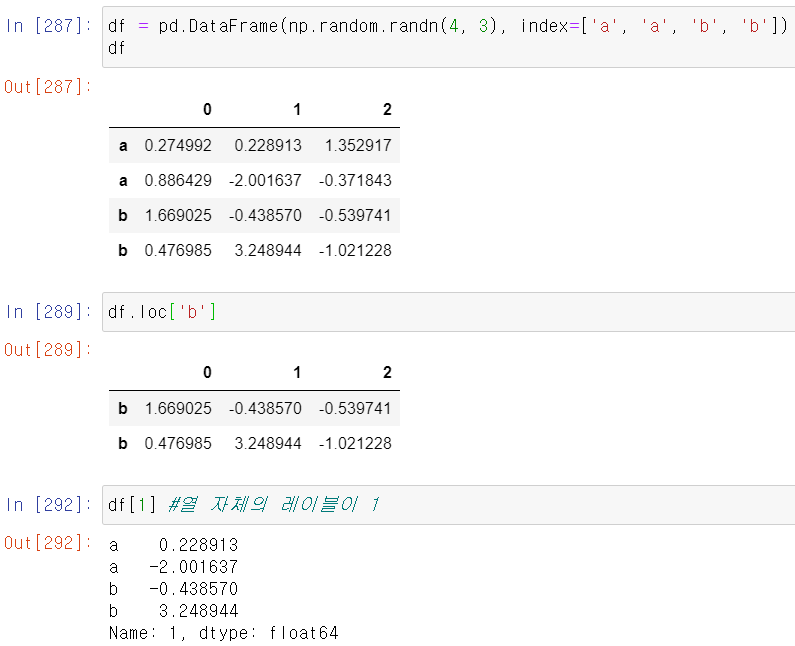 In [287]: df = pd.DataFrame(np.random.randn(4, 3), index=['a', 'a', 'b', 'b'])
df
Out[287]:
0 1 2
a 0.274992 0.228913 1.352917
a 0.886429 -2.001637 -0.371843
b 1.669025 -0.438570 -0.539741
b 0.476985 3.248944 -1.021228
In [289]: df.loc['b']
Out[289]:
0 1 2
b 1.669025 -0.438570 -0.539741
b 0.476985 3.248944 -1.021228
In [292]: df[1] #열 자체의 레이블이 1
Out[292]: a 0.228913
a -2.001637
b -0.438570
b 3.248944
Name: 1, dtype: float64